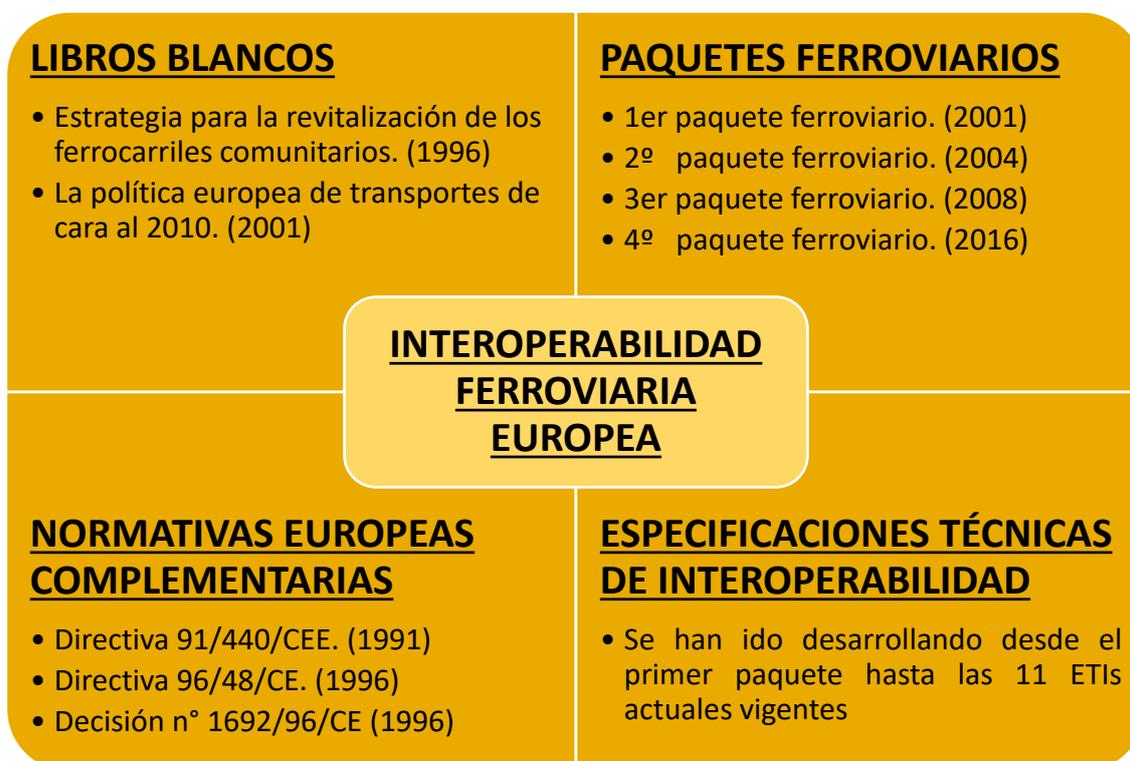 LIBROS BLANCOS
• Estrategia para la revitalización de los
ferrocarriles comunitarios. (1996)
• La política europea de transportes de
cara al 2010. (2001)
PAQUETES FERROVIARIOS
• 1er paquete ferroviario. (2001)
• 2º paquete ferroviario. (2004)
• 3er paquete ferroviario. (2008)
• 4º paquete ferroviario. (2016)
INTEROPERABILIDAD
FERROVIARIA
EUROPEA
NORMATIVAS EUROPEAS
COMPLEMENTARIAS
• Directiva 91/440/CEE. (1991)
• Directiva 96/48/CE. (1996)
• Decisión n° 1692/96/CE (1996)
ESPECIFICACIONES TÉCNICAS
DE INTEROPERABILIDAD
• Se han ido desarrollando desde el
primer paquete hasta las 11 ETIs
actuales vigentes